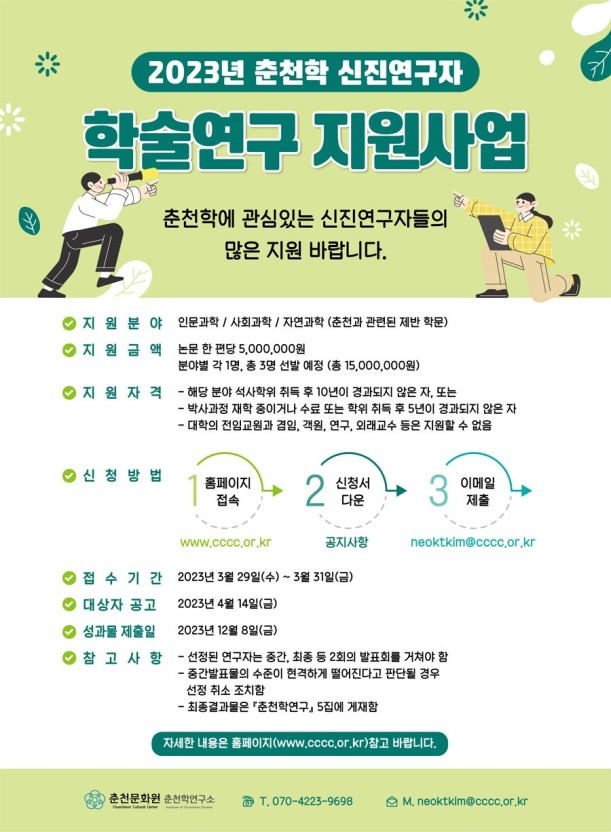 2023년 춘천학 신진연구자
학술연구 지원사업
춘천학에 관심있는 신진연구자들의
많은 지원 바랍니다.
지원분야 인문과학 / 사회과학 / 자연과학 (춘천과 관련된 제반 학문)
지원금액 논문 한 편당 5,000,000원
분야별 각 1명, 총 3명 선발 예정 (총 15,000,000원)
지원자격 - 해당 분야 석사학위 취득 후 10년이 경과되지 않은 자, 또는
- 박사과정 재학 중이거나 수료 또는 학위 취득 후 5년이 경과되지 않은 자
- 대학의 전임교원과 겸임, 객원, 연구, 외래교수 등은 지원할 수 없음
신청방법
1 홈페이지 접속
www.cccc.or.kr
2 신청서 다운
공지사항
3 이메일 제출
neoktkim@cccc.or.kr
접수기간 2023년 3월 29일(수) ~ 3월 31일(금)
대상자 공고 2023년 4월 14일(금)
성과물 제출일 2023년 12월 8일(금)
참고사항 - 선정된 연구자는 중간, 최종 등 2회의 발표회를 거쳐야 함
- 중간발표물의 수준이 현격하게 떨어진다고 판단될 경우
선정 취소 조치함
- 최종결과물은 『춘천학연구』 5집에 게재함
자세한 내용은 홈페이지(www.cccc.or.kr)참고 바랍니다.
춘천문화원 춘천학연구소
Chuncheon Cultural Center Institute of Chuncheon Studies
T. 070-4223-9698
M. neoktkim@cccc.or.kr